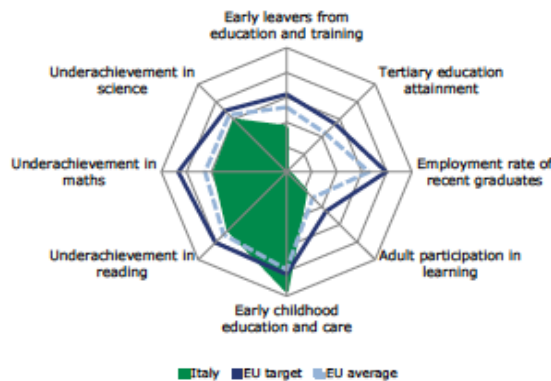 Early leavers from
education and training
Underachievement in
science
Tertiary education
attainment
Underachievement in
maths
Employment rate of
recent graduates
Underachievement in
reading
Adult participation in
learning
Early childhood
education and care
Italy EU target EU average